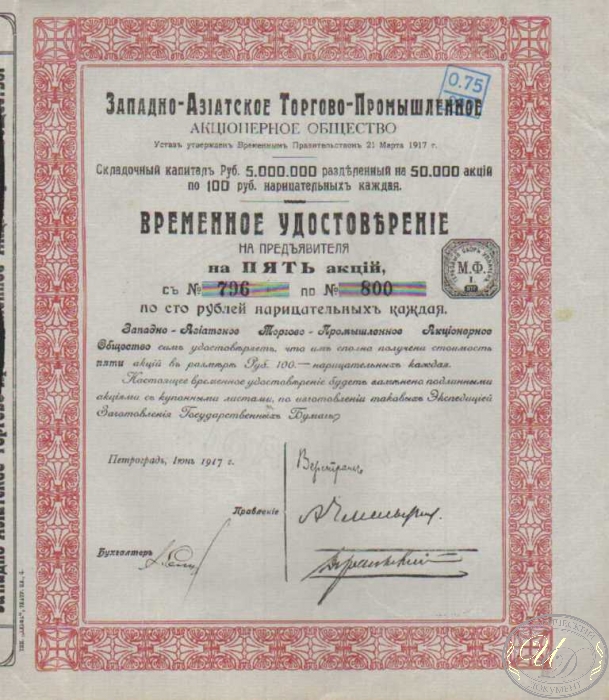 0.75
Западно-Азіатское Торгово-Промышленное
АКЦІОНЕРНОЕ ОБЩЕСТВО
Уставъ утвержденъ Временнымъ Правительствомъ 21 Марта 1917 г.
Складочный капиталъ Руб. 5.000.000 раздѣленный на 50.000 акцій
по 100 руб. нарицательныхъ каждая.
Временное удостовѣреніе
НА ПРЕДЪЯВИТЕЛЯ
на ПЯТЬ акцій,
съ № 796 по № 800
М.Ф.
I
по сто рублей нарицательныхъ каждая.
Западно-Азіатское Торгово-Промышленное Акціонерное
Общество симъ удостовѣряетъ, что имъ сполна получена стоимость
пяти акцій въ размѣрѣ Руб. 100.— нарицательныхъ каждая.
Настоящее временное удостовѣреніе будетъ замѣнено подлинными
акціями съ купонными листами, по изготовленіи таковыхъ Экспедиціей
Заготовленія Государственныхъ Бумагъ.
Петроградъ, Іюнь 1917 г.
Правленіе
Бухгалтеръ
ДОКУМЕНТ